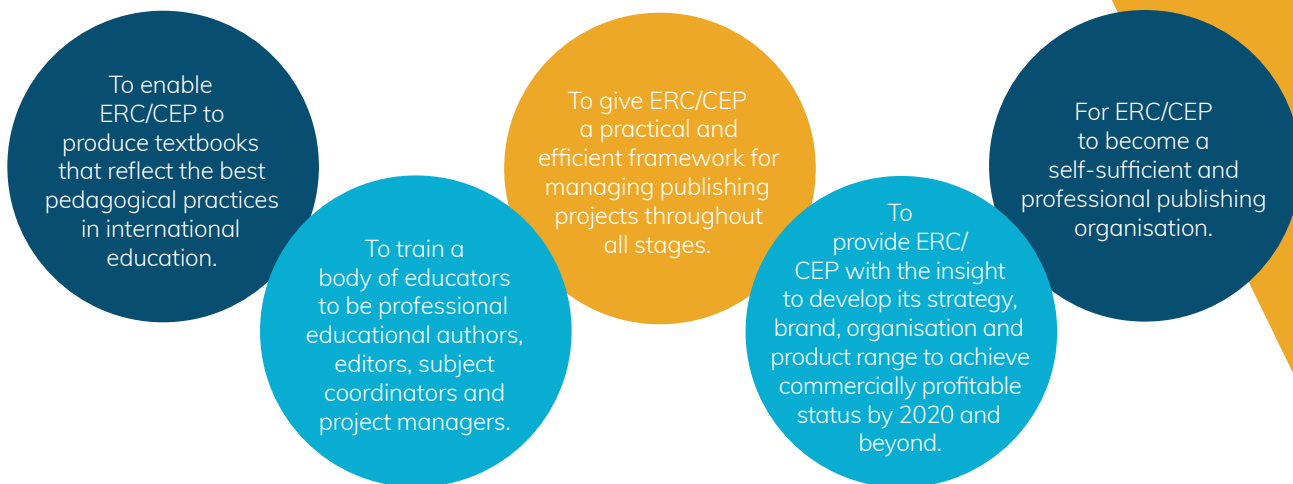 To enable
ERC/CEP to
produce textbooks
that reflect the best
pedagogical practices
in international
education.
To train a
body of educators
to be professional
educational authors,
editors, subject
coordinators and
project managers.
To give ERC/CEP
a practical and
efficient framework for
managing publishing
projects throughout
all stages.
To
provide ERC/
CEP with the insight
to develop its strategy,
brand, organisation and
product range to achieve
commercially profitable
status by 2020 and
beyond.
For ERC/CEP
to become a
self-sufficient and
professional publishing
organisation.